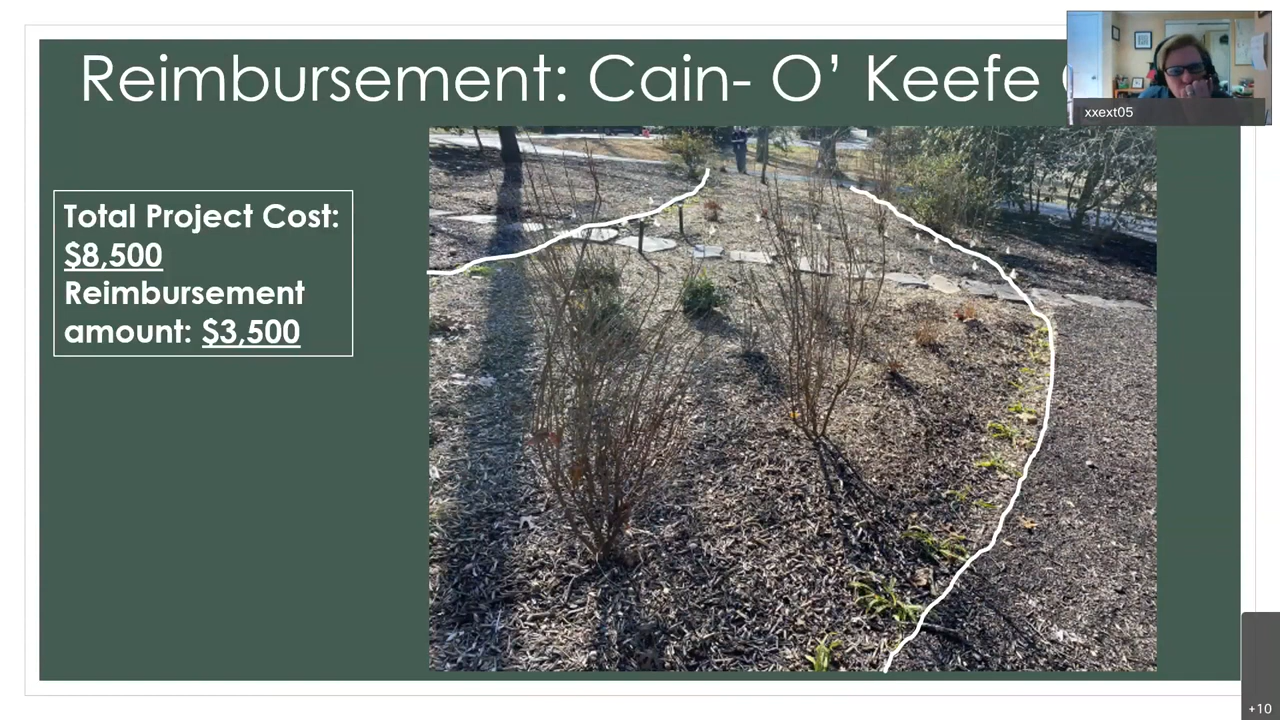 Reimbursement: Cain- O’ Keefe
xxext05
Total Project Cost:
$8,500
Reimbursement
amount: $3,500
+10